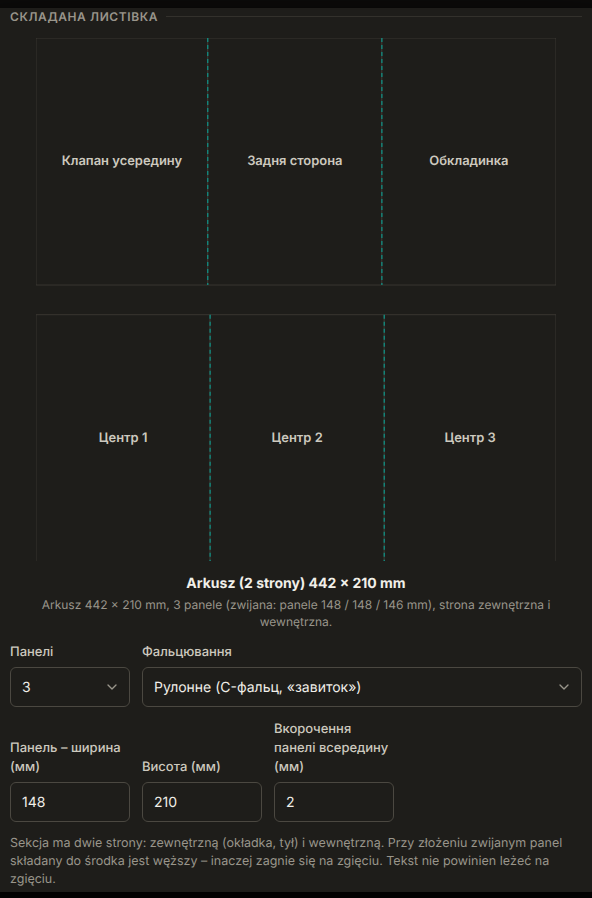 СКЛАДАНА ЛИСТІВКА
Клапан усередину
Задня сторона
Обкладинка
Центр 1
Центр 2
Центр 3
Arkusz (2 strony) 442 × 210 mm
Arkusz 442 × 210 mm, 3 panele (zwijana: panele 148 / 148 / 146 mm), strona zewnętrzna i
wewnętrzna.
Панелі
Фальцювання
3
Рулонне (С-фальц, «завиток»)
Панель – ширина
(мм)
Висота (мм)
Вкорочення
панелі всередину
(мм)
148
210
2
Sekcja ma dwie strony: zewnętrzną (okładka, tył) i wewnętrzną. Przy złożeniu zwijanym panel
składany do środka jest węższy – inaczej zagnie się na zgięciu. Tekst nie powinien leżeć na
zgięciu.